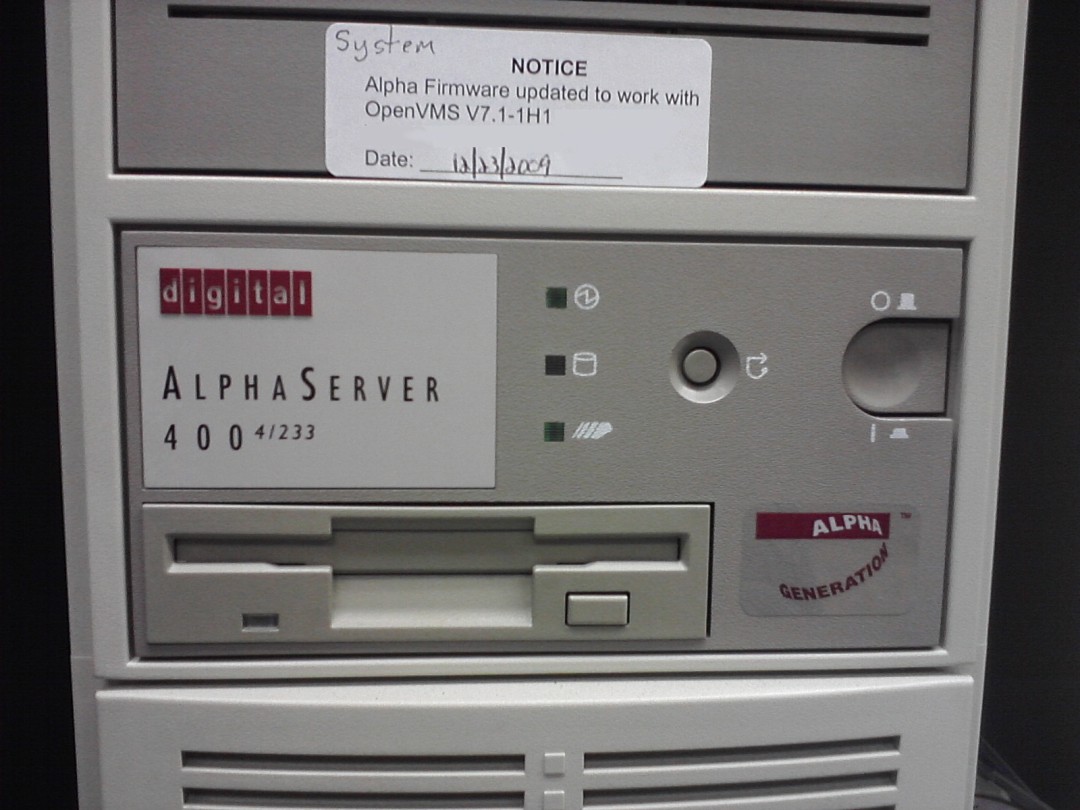 System
NOTICE
Alpha Firmware updated to work with
OpenVMS V7.1-1H1
Date: 12/23/2009
digital
ALPHASERVER
400 4/233
ALPHA™
GENERATION